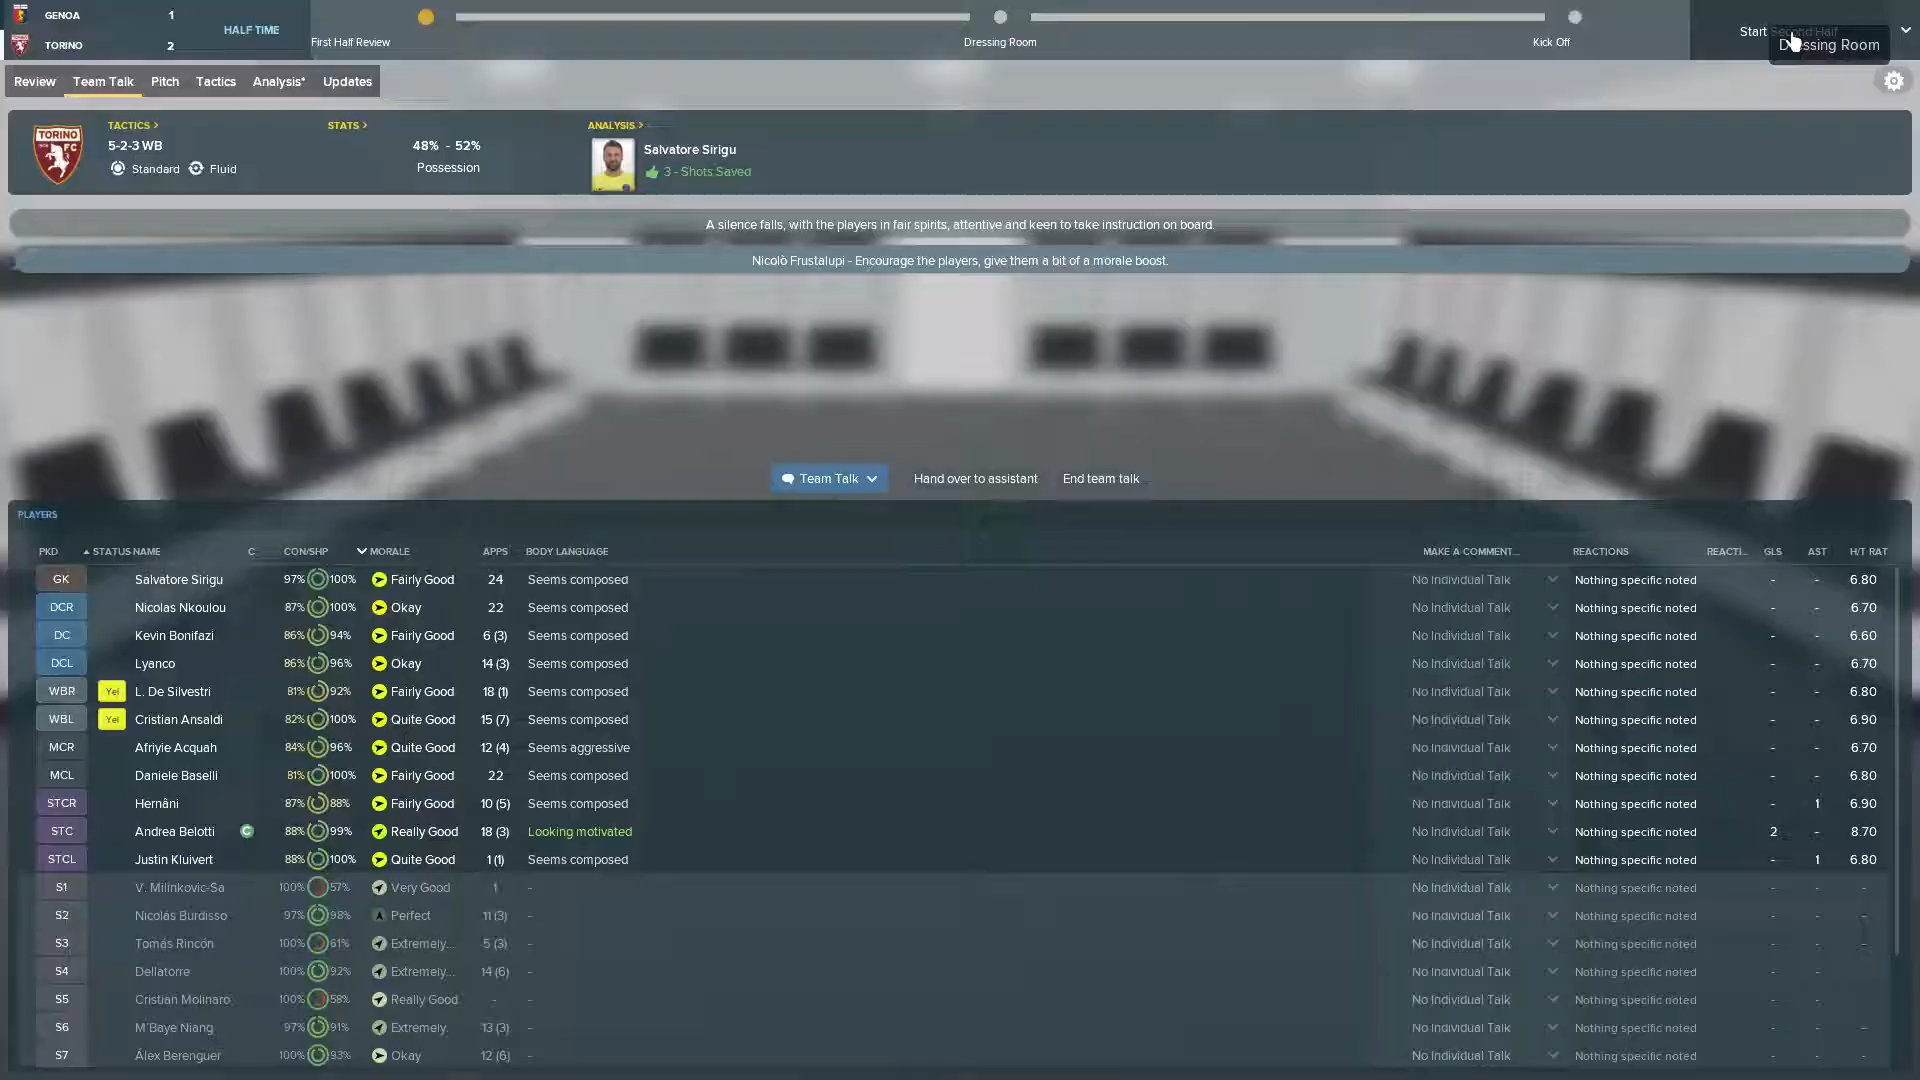 GENOA 1
TORINO 2
HALF TIME
First Half Review
Dressing Room
Kick Off
Start Second Half
Dressing Room
Review Team Talk Pitch Tactics Analysis* Updates
TORINO FC
TACTICS >
5-2-3 WB
Standard Fluid
STATS >
48% - 52%
Possession
ANALYSIS >
Salvatore Sirigu
3 - Shots Saved
A silence falls, with the players in fair spirits, attentive and keen to take instruction on board.
Nicolò Frustalupi - Encourage the players, give them a bit of a morale boost.
Team Talk Hand over to assistant End team talk
PLAYERS
PKD STATUS NAME C CON/SHP MORALE APPS BODY LANGUAGE MAKE A COMMENT... REACTIONS REACTI... GLS AST H/T RAT
GK Salvatore Sirigu 97% 100% Fairly Good 24 Seems composed No Individual Talk Nothing specific noted - - 6.80
DCR Nicolas Nkoulou 87% 100% Okay 22 Seems composed No Individual Talk Nothing specific noted - - 6.70
DC Kevin Bonifazi 86% 94% Fairly Good 6 (3) Seems composed No Individual Talk Nothing specific noted - - 6.60
DCL Lyanco 86% 96% Okay 14 (3) Seems composed No Individual Talk Nothing specific noted - - 6.70
WBR Yel L. De Silvestri 81% 92% Fairly Good 18 (1) Seems composed No Individual Talk Nothing specific noted - - 6.80
WBL Yel Cristian Ansaldi 82% 100% Quite Good 15 (7) Seems composed No Individual Talk Nothing specific noted - - 6.90
MCR Afriyie Acquah 84% 96% Quite Good 12 (4) Seems aggressive No Individual Talk Nothing specific noted - - 6.70
MCL Daniele Baselli 81% 100% Fairly Good 22 Seems composed No Individual Talk Nothing specific noted - - 6.80
STCR Hernâni 87% 88% Fairly Good 10 (5) Seems composed No Individual Talk Nothing specific noted - 1 6.90
STC Andrea Belotti C 88% 99% Really Good 18 (3) Looking motivated No Individual Talk Nothing specific noted 2 - 8.70
STCL Justin Kluivert 88% 100% Quite Good 1 (1) Seems composed No Individual Talk Nothing specific noted - 1 6.80
S1 V. Milinkovic-Sa 100% 57% Very Good 1 - No Individual Talk Nothing specific noted - - -
S2 Nicolás Burdisso 97% 98% Perfect 11 (3) - No Individual Talk Nothing specific noted - - -
S3 Tomás Rincón 100% 61% Extremely... 5 (3) - No Individual Talk Nothing specific noted - - -
S4 Dellatorre 100% 92% Extremely... 14 (6) - No Individual Talk Nothing specific noted - -
S5 Cristian Molinaro 100% 58% Really Good - - No Individual Talk Nothing specific noted - - -
S6 M'Baye Niang 97% 91% Extremely. 13 (3) - No Individual Talk Nothing specific noted - - -
S7 Álex Berenguer 100% 93% Okay 12 (6) - No Individual Talk Nothing specific noted - - -